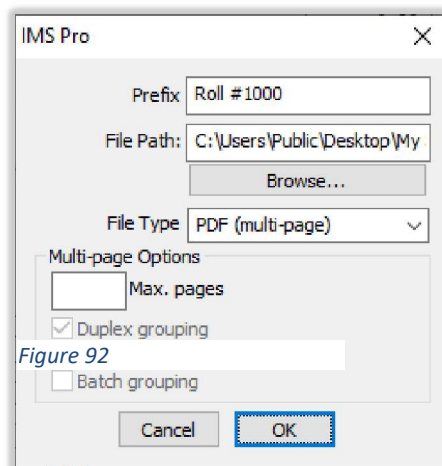 IMS Pro
Prefix Roll #1000
File Path: C:\Users\Public\Desktop\My
Browse...
File Type PDF (multi-page)
Multi-page Options
Max. pages
Duplex grouping
Figure 92
Batch grouping
Cancel OK